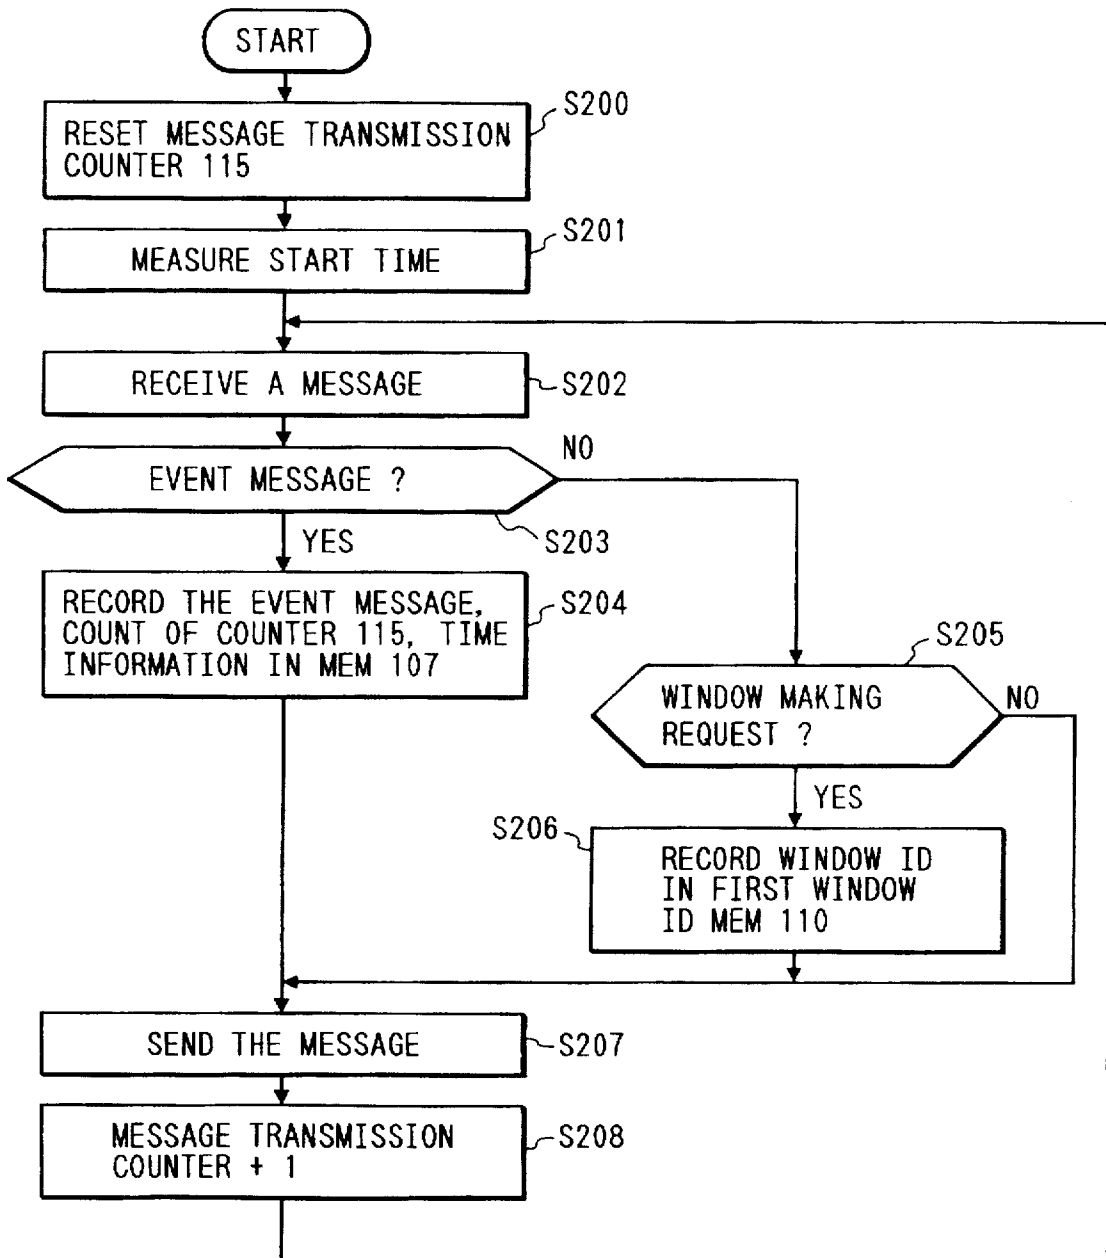 START
S200
RESET MESSAGE TRANSMISSION
COUNTER 115
S201
MEASURE START TIME
RECEIVE A MESSAGE
S202
NO
EVENT MESSAGE ?
S203
YES
S204
RECORD THE EVENT MESSAGE,
COUNT OF COUNTER 115, TIME
INFORMATION IN MEM 107
S205
WINDOW MAKING
REQUEST ?
NO
YES
S206
RECORD WINDOW ID
IN FIRST WINDOW
ID MEM 110
SEND THE MESSAGE
S207
MESSAGE TRANSMISSION
COUNTER + 1
S208